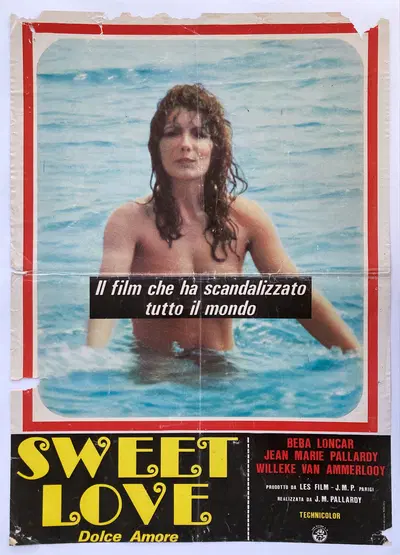 Il film che ha scandalizzato
tutto il mondo
SWEET
LOVE
Dolce Amore
BEBA LONCAR
JEAN MARIE PALLARDY
WILLEKE VAN AMMERLOOY
PRODOTTO DA LES FILM - J. M. P. PARIGI
REALIZZATA DA J.M. PALLARDY
TECHNICOLOR